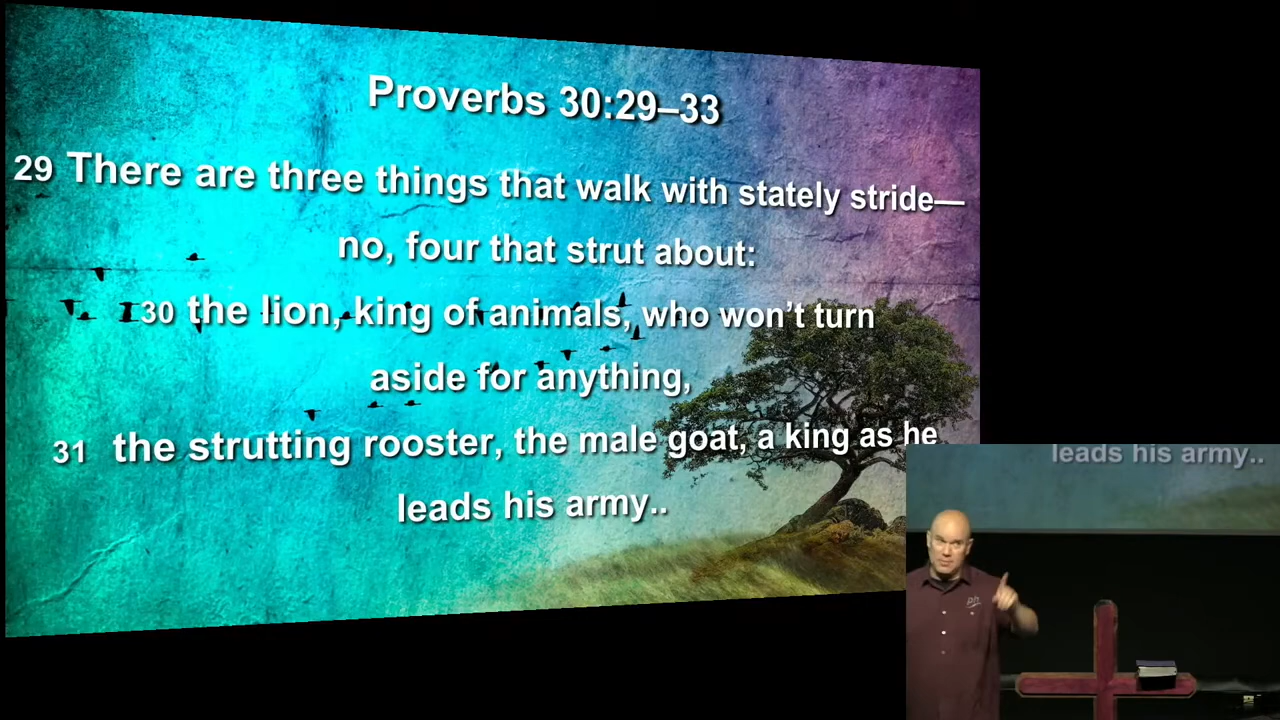 Proverbs 30:29–33
29 There are three things that walk with stately stride—
no, four that strut about:
30 the lion, king of animals, who won’t turn
aside for anything,
31 the strutting rooster, the male goat, a king as he
leads his army..
leads his army..
ph